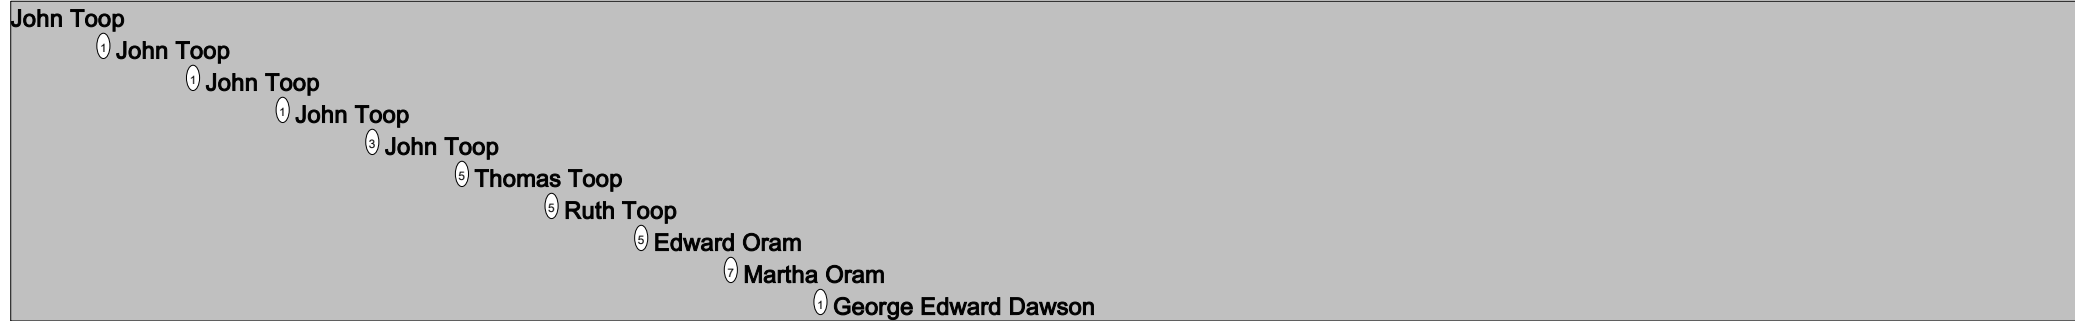 John Toop
1 John Toop
1 John Toop
1 John Toop
3 John Toop
5 Thomas Toop
5 Ruth Toop
5 Edward Oram
7 Martha Oram
1 George Edward Dawson